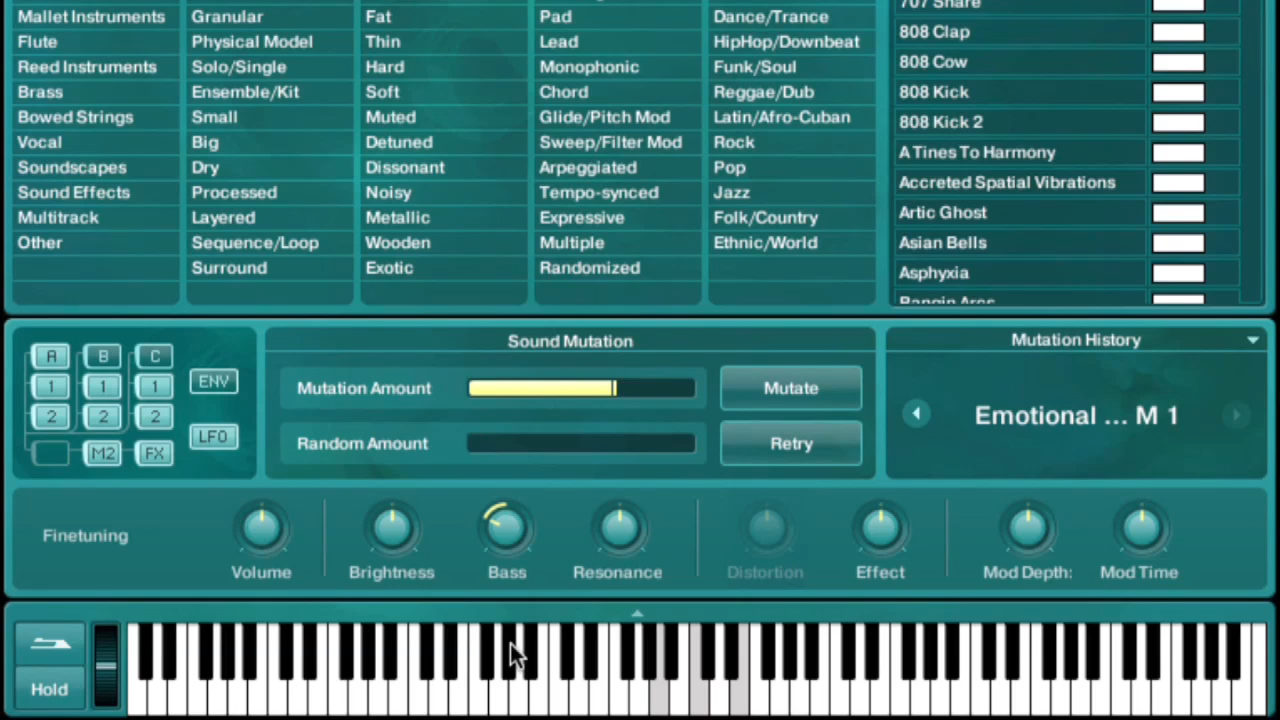 Mallet Instruments
Flute
Reed Instruments
Brass
Bowed Strings
Vocal
Soundscapes
Sound Effects
Multitrack
Other
Granular
Physical Model
Solo/Single
Ensemble/Kit
Small
Big
Dry
Processed
Layered
Sequence/Loop
Surround
Fat
Thin
Hard
Soft
Muted
Detuned
Dissonant
Noisy
Metallic
Wooden
Exotic
Pad
Lead
Monophonic
Chord
Glide/Pitch Mod
Sweep/Filter Mod
Arpeggiated
Tempo-synced
Expressive
Multiple
Randomized
Dance/Trance
HipHop/Downbeat
Funk/Soul
Reggae/Dub
Latin/Afro-Cuban
Rock
Pop
Jazz
Folk/Country
Ethnic/World
707 Snare
808 Clap
808 Cow
808 Kick
808 Kick 2
A Tines To Harmony
Accreted Spatial Vibrations
Artic Ghost
Asian Bells
Asphyxia
A B C
1 1 1
2 2 2
M2 FX
ENV
LFO
Sound Mutation
Mutation Amount
Mutate
Random Amount
Retry
Mutation History
Emotional ... M 1
Finetuning
Volume
Brightness
Bass
Resonance
Distortion
Effect
Mod Depth:
Mod Time
Hold